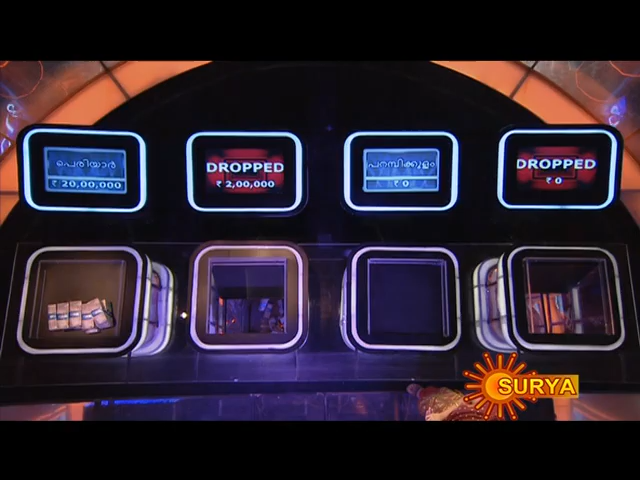 പെരിയാർ
₹ 20,00,000
DROPPED
₹ 2,00,000
പറമ്പിക്കുളം
₹ 0
DROPPED
₹ 0
SURYA